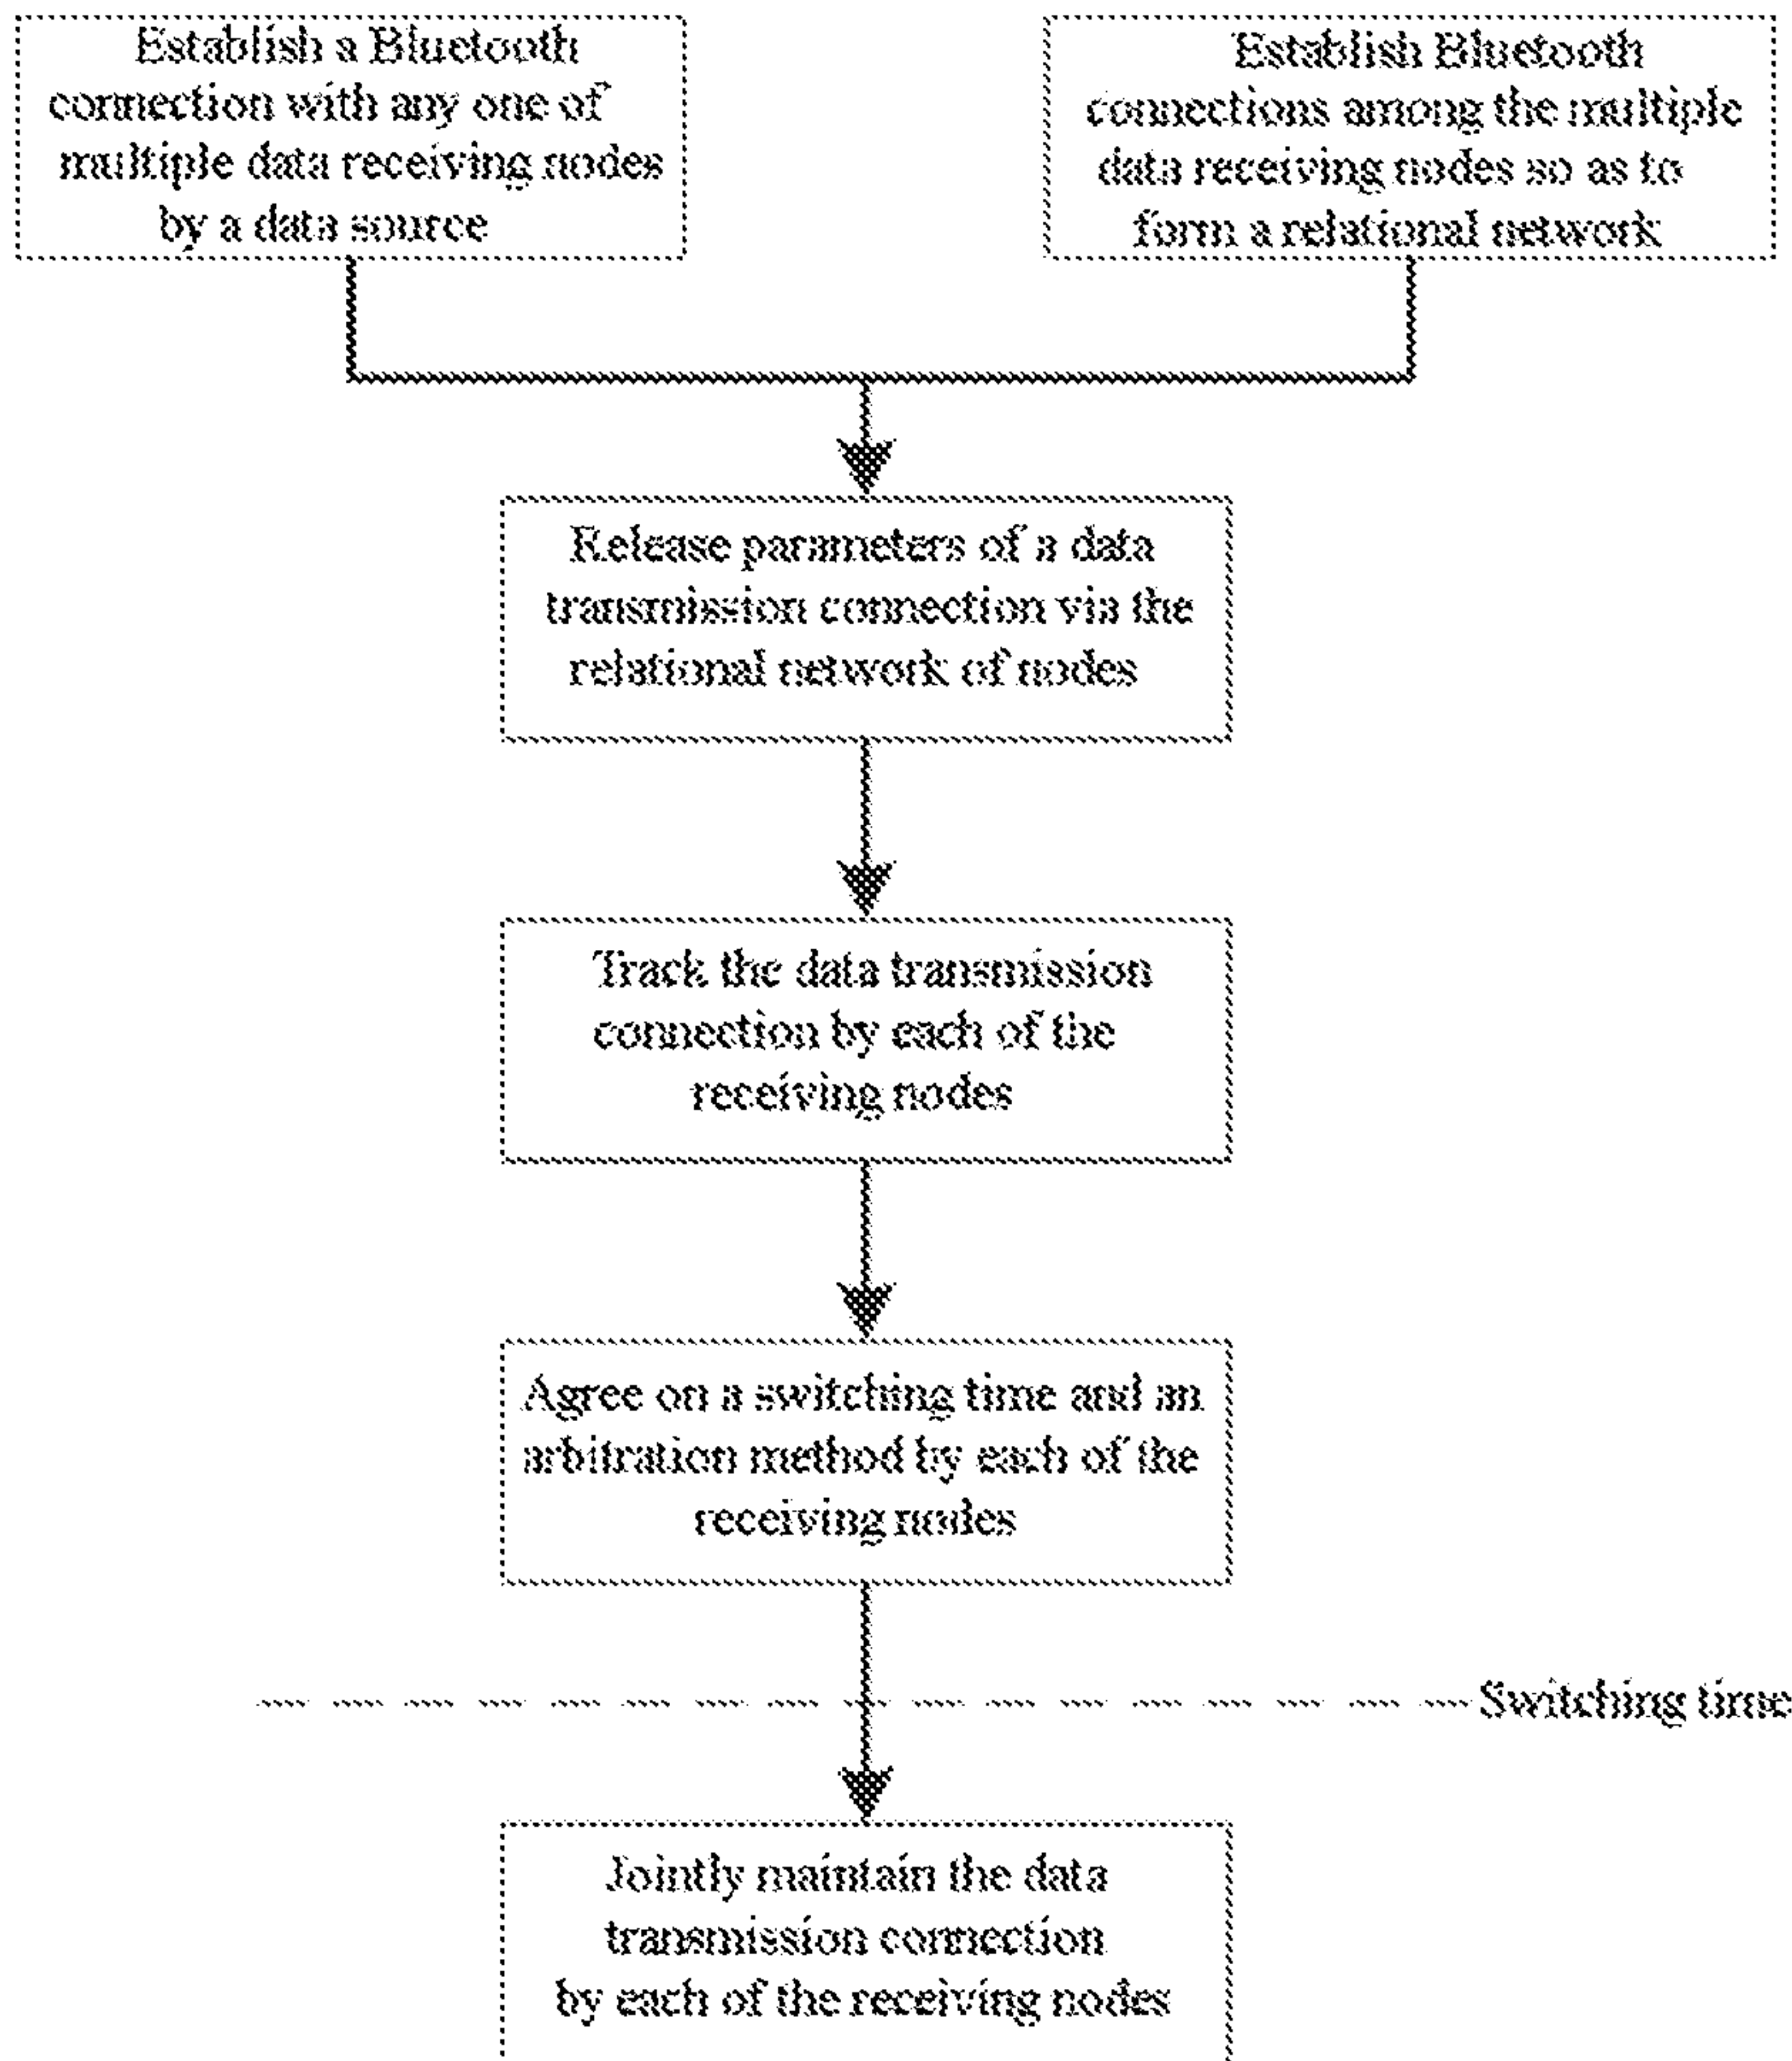 Establish a Bluetooth
connection with any one of
multiple data receiving nodes
by a data source
Establish Bluetooth
connections among the multiple
data receiving nodes so as to
form a relational network
Release parameters of a data
transmission connection via the
relational network of nodes
Track the data transmission
connection by each of the
receiving nodes
Agree on a switching time and an
arbitration method by each of the
receiving nodes
Switching time
Jointly maintain the data
transmission connection
by each of the receiving nodes